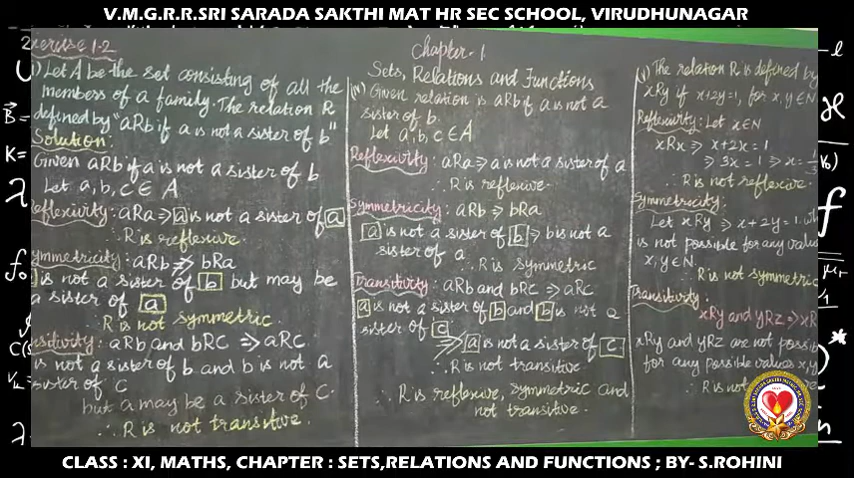 V.M.G.R.R.SRI SARADA SAKTHI MAT HR SEC SCHOOL, VIRUDHUNAGAR
Exercise 1-2
Let A be the set consisting of all the
members of a family. The relation R
defined by "aRb if a is not a sister of b"
Solution:
Given aRb if a is not a sister of b
Let a, b, c ∈ A
Reflexivity: aRa ⇒ a is not a sister of a
∴ R is reflexive.
Symmetricity: aRb ⇏ bRa
is not a sister of b but may be
a sister of a
∴ R is not symmetric.
sitivity: aRb and bRC ⇒ aRC
is not a sister of b and b is not a
sister of C
but a may be a sister of C.
∴ R is not transitive.
Chapter-1
Sets, Relations and Functions
(iv) Given relation is aRb if a is not a
sister of b.
Let a, b, c ∈ A
Reflexivity: aRa ⇒ a is not a sister of a
∴ R is reflexive.
Symmetricity: aRb ⇒ bRa
a is not a sister of b ⇒ b is not a
sister of a
∴ R is symmetric
Transitivity: aRb and bRC ⇒ aRC
a is not a sister of b and b is not a
sister of c
⇏ a is not a sister of C
∴ R is not transitive
∴ R is reflexive, symmetric and
not transitive.
(v) The relation R is defined by
xRy if x+2y=1, for x, y ∈ N
Reflexivity: Let x ∈ N
xRx ⇒ x+2x = 1
⇒ 3x = 1 ⇒ x =
∴ R is not reflexive.
Symmetricity:
Let xRy ⇒ x+2y=1.
is not possible for any value
x, y ∈ N.
∴ R is not symmetric
Transitivity:
xRy and yRz ⇒ xR
xRy and yRz are not possib
for any possible values x, y
∴ R is not
CLASS : XI, MATHS, CHAPTER : SETS,RELATIONS AND FUNCTIONS ; BY- S.ROHINI